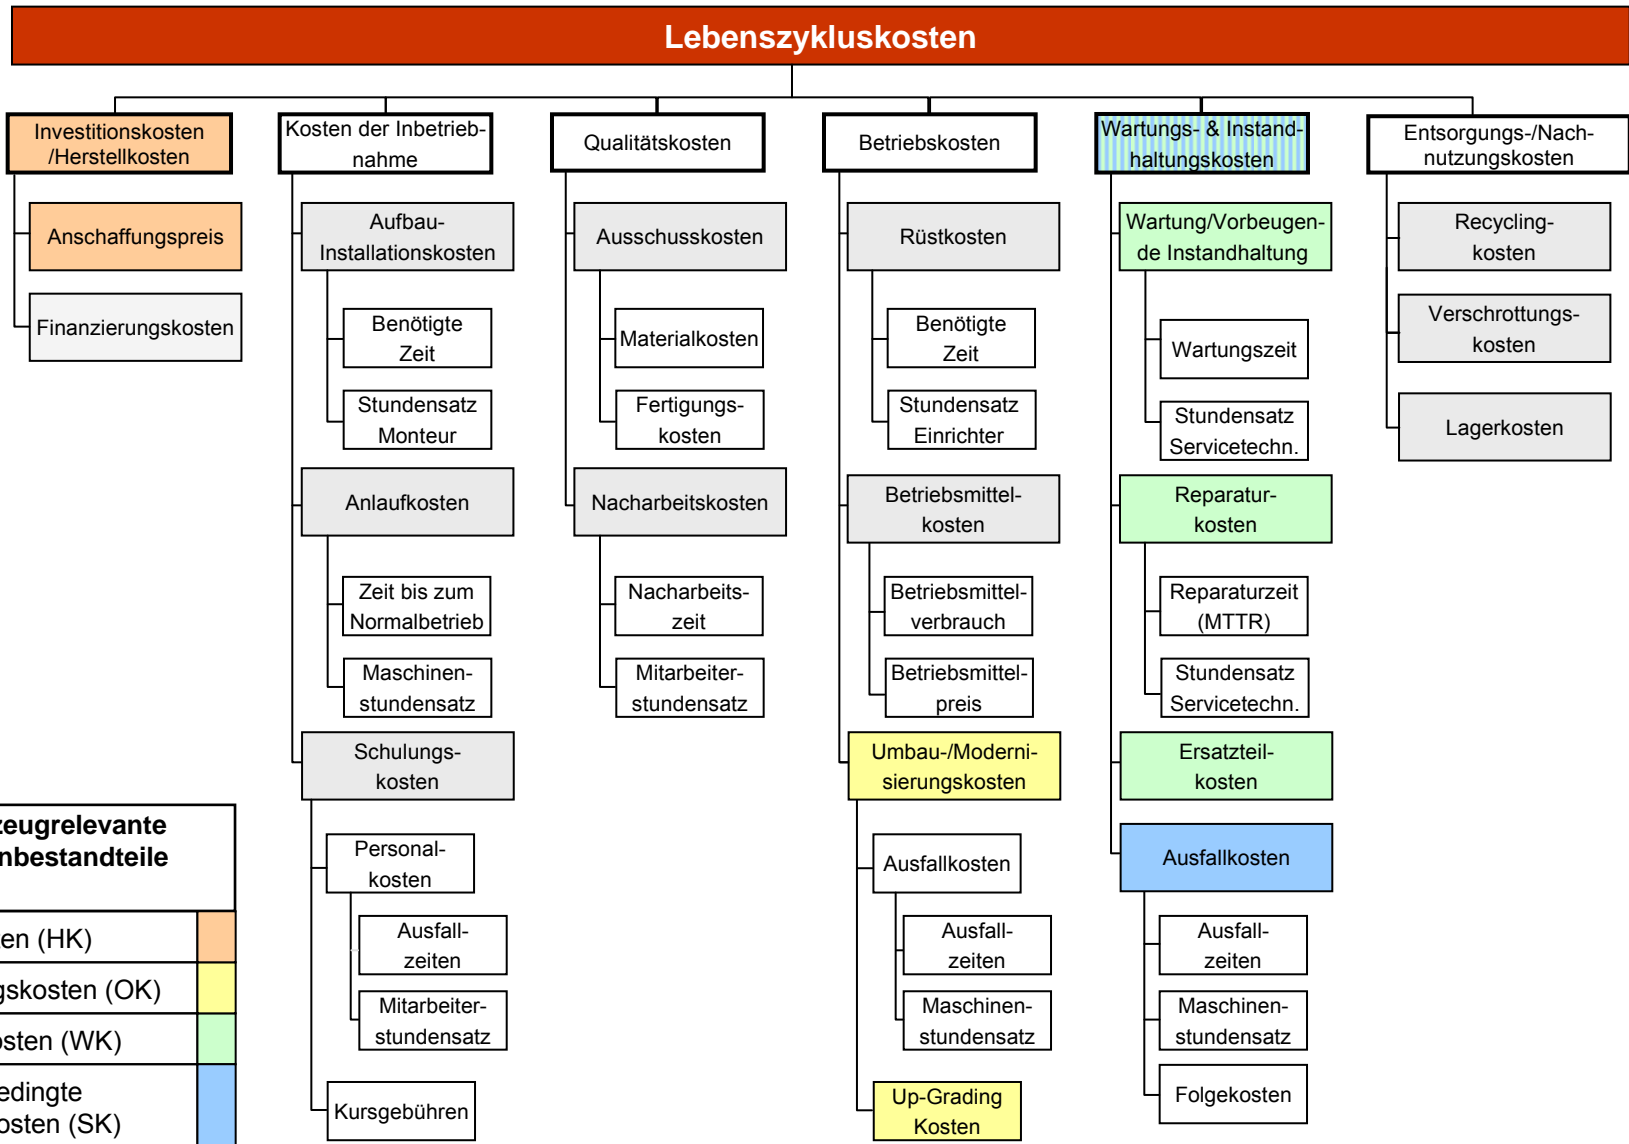 Lebenszykluskosten
Investitionskosten
/Herstellkosten
Anschaffungspreis
Finanzierungskosten
Kosten der Inbetrieb-
nahme
Aufbau-
Installationskosten
Benötigte
Zeit
Stundensatz
Monteur
Anlaufkosten
Zeit bis zum
Normalbetrieb
Maschinen-
stundensatz
Schulungs-
kosten
Personal-
kosten
Ausfall-
zeiten
Mitarbeiter-
stundensatz
Kursgebühren
Qualitätskosten
Ausschusskosten
Materialkosten
Fertigungs-
kosten
Nacharbeitskosten
Nacharbeits-
zeit
Mitarbeiter-
stundensatz
Betriebskosten
Rüstkosten
Benötigte
Zeit
Stundensatz
Einrichter
Betriebsmittel-
kosten
Betriebsmittel-
verbrauch
Betriebsmittel-
preis
Umbau-/Moderni-
sierungskosten
Ausfallkosten
Ausfall-
zeiten
Maschinen-
stundensatz
Up-Grading
Kosten
Wartungs- & Instand-
haltungskosten
Wartung/Vorbeugen-
de Instandhaltung
Wartungszeit
Stundensatz
Servicetechn.
Reparatur-
kosten
Reparaturzeit
(MTTR)
Stundensatz
Servicetechn.
Ersatzteil-
kosten
Ausfallkosten
Ausfall-
zeiten
Maschinen-
stundensatz
Folgekosten
Entsorgungs-/Nach-
nutzungskosten
Recycling-
kosten
Verschrottungs-
kosten
Lagerkosten
zeugrelevante
nbestandteile
ten (HK)
gskosten (OK)
osten (WK)
edingte
osten (SK)